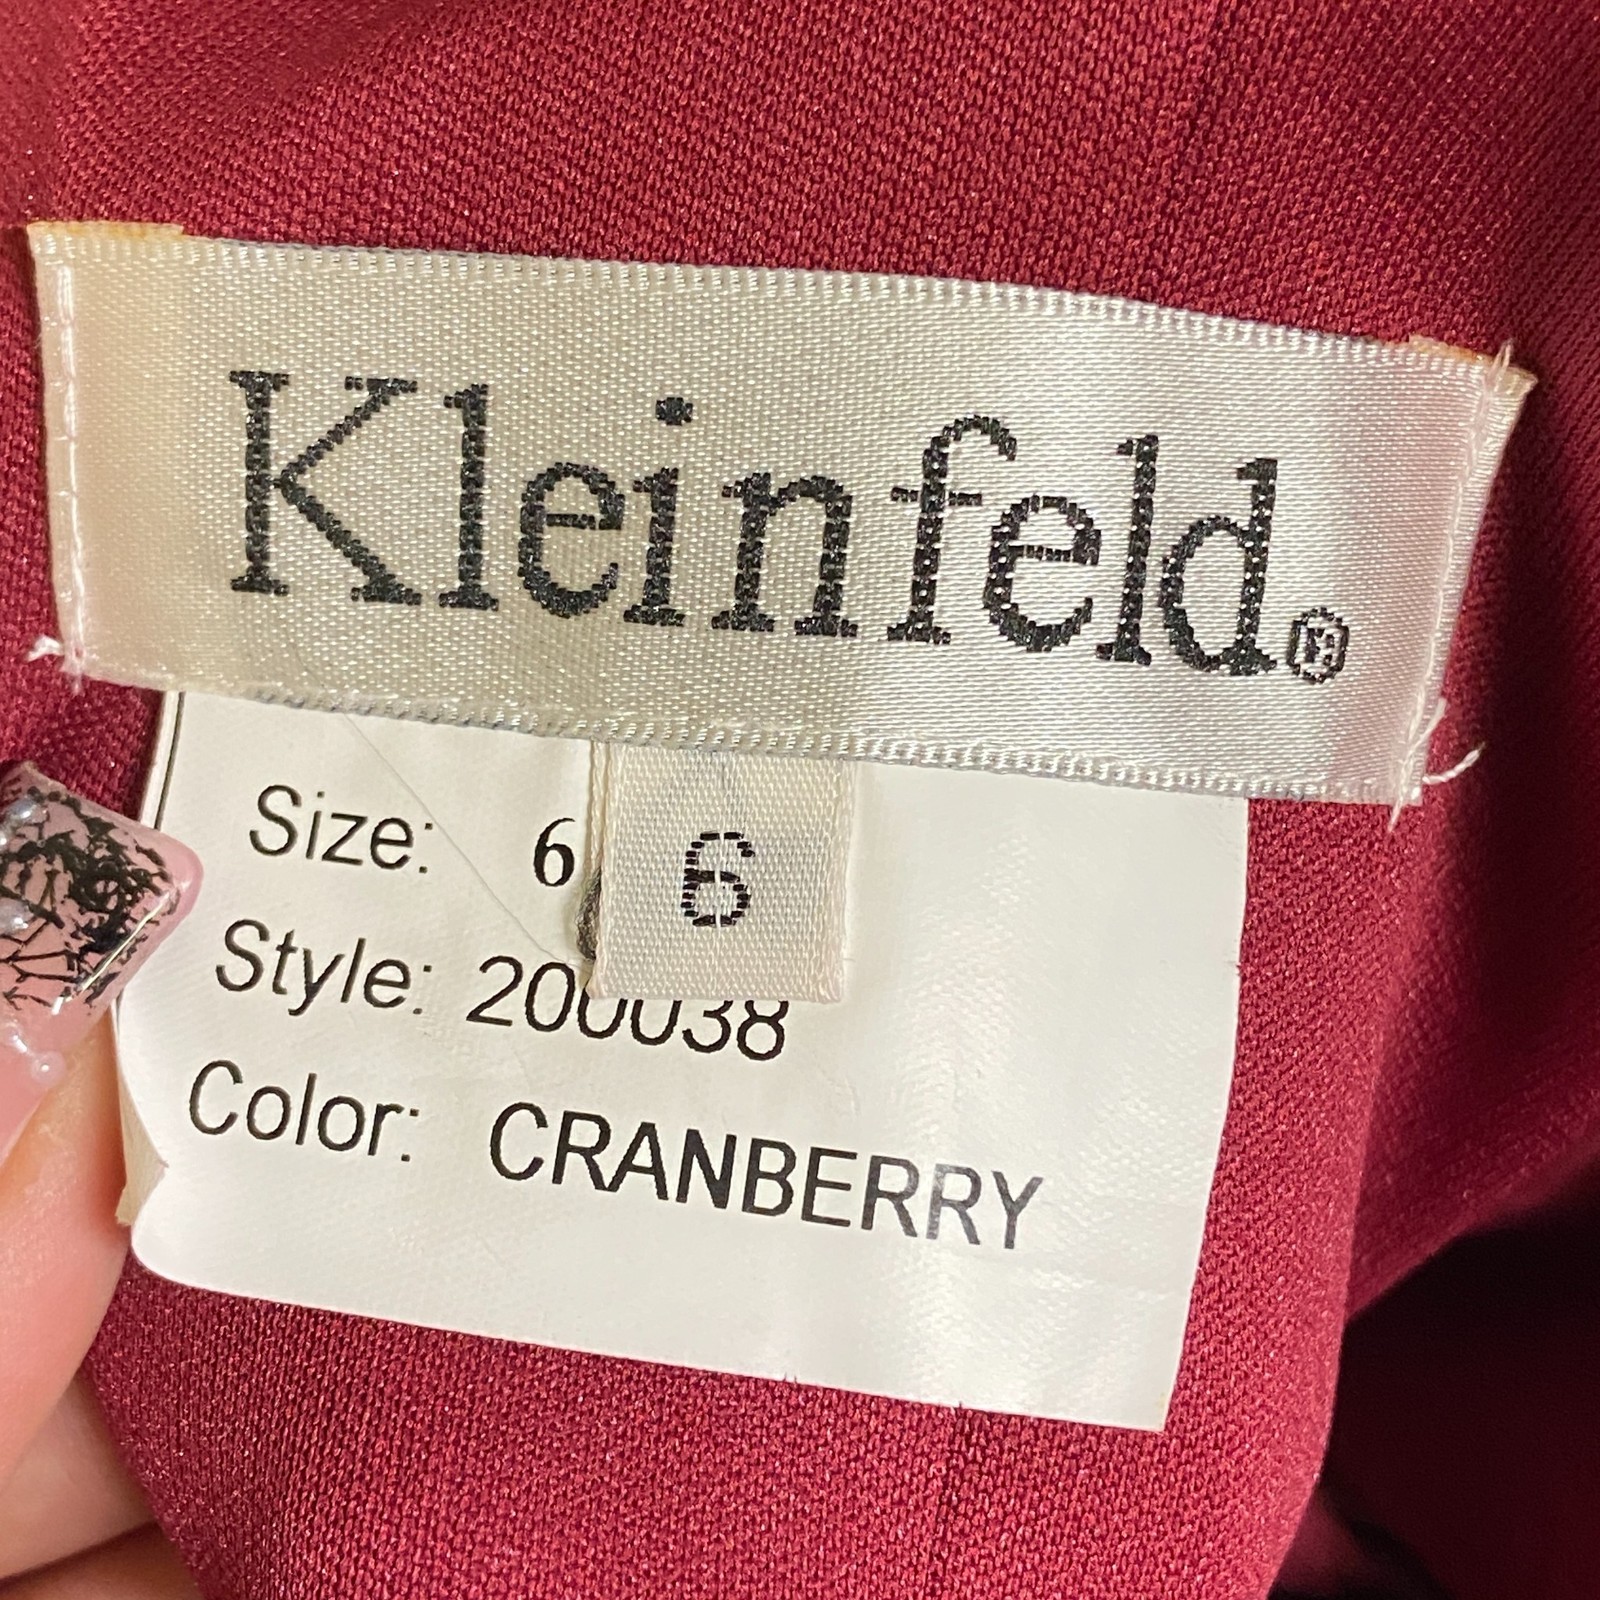 Kleinfeld®
Size: 6
6
Style: 200038
Color: CRANBERRY